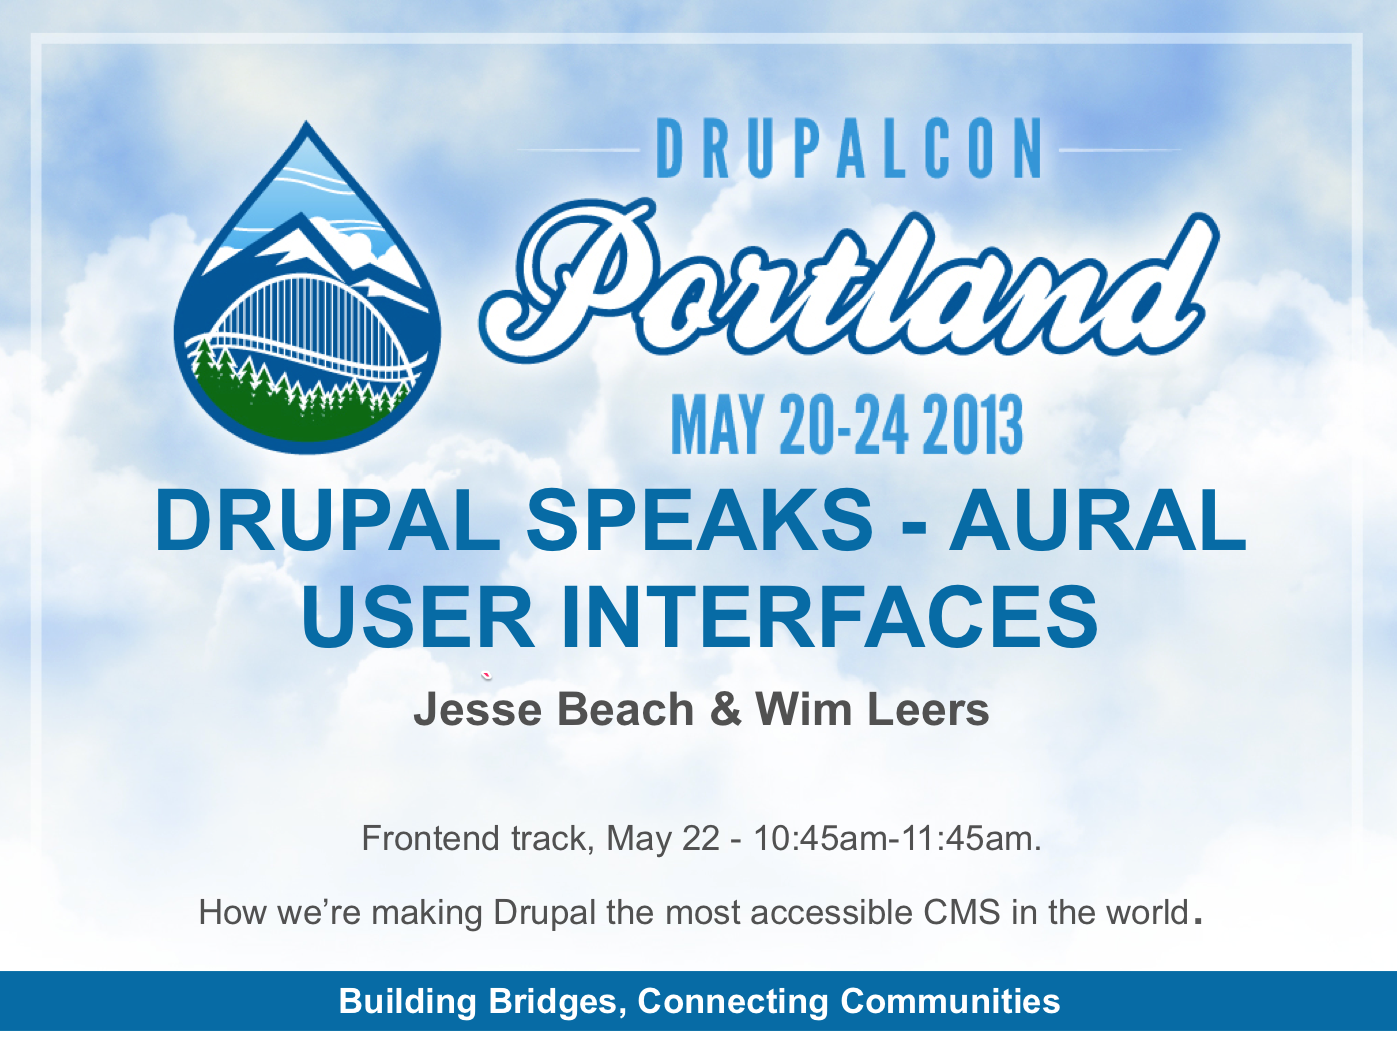 DRUPALCON
Portland
MAY 20-24 2013
DRUPAL SPEAKS - AURAL
USER INTERFACES
Jesse Beach & Wim Leers
Frontend track, May 22 - 10:45am-11:45am.
How we’re making Drupal the most accessible CMS in the world.
Building Bridges, Connecting Communities